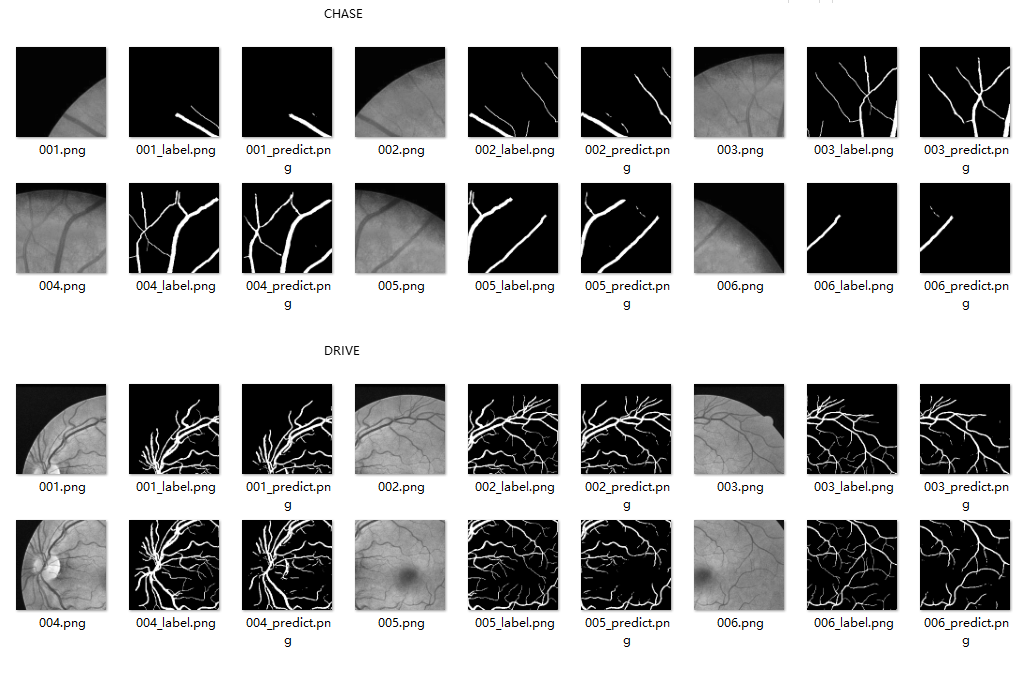 CHASE
001.png 001_label.png 001_predict.pn 002.png 002_label.png 002_predict.pn 003.png 003_label.png 003_predict.pn
g g g
004.png 004_label.png 004_predict.pn 005.png 005_label.png 005_predict.pn 006.png 006_label.png 006_predict.pn
g g g
DRIVE
001.png 001_label.png 001_predict.pn 002.png 002_label.png 002_predict.pn 003.png 003_label.png 003_predict.pn
g g g
004.png 004_label.png 004_predict.pn 005.png 005_label.png 005_predict.pn 006.png 006_label.png 006_predict.pn
g g g